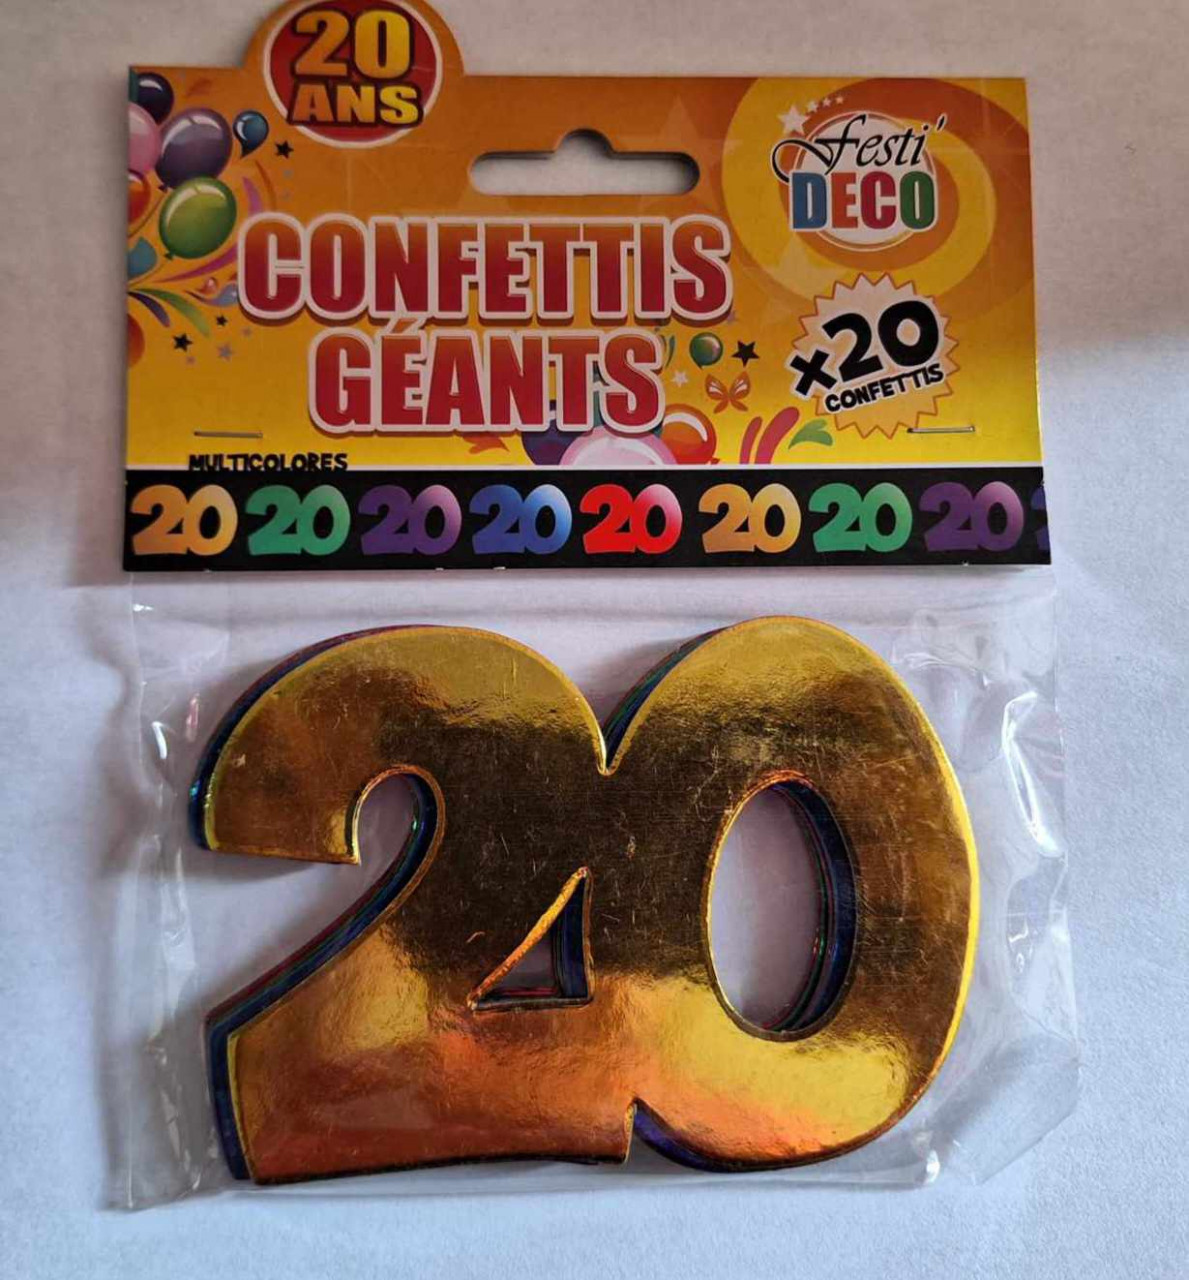 20
ANS
Festi'
DECO
CONFETTIS
GÉANTS
x20
CONFETTIS
MULTICOLORES
20 20 20 20 20 20 20 20
20